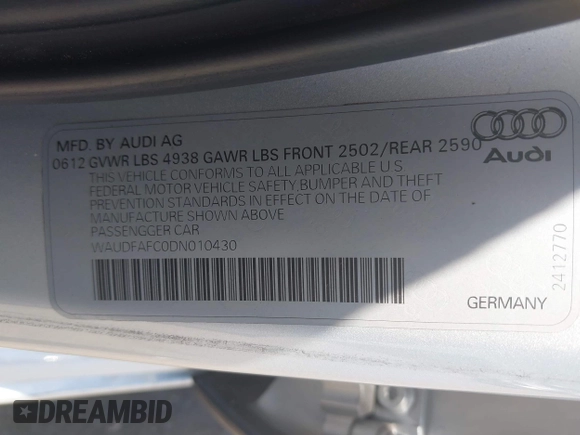 MFD. BY AUDI AG
0612 GVWR LBS 4938 GAWR LBS FRONT 2502/REAR 2590
THIS VEHICLE CONFORMS TO ALL APPLICABLE U S
FEDERAL MOTOR VEHICLE SAFETY BUMPER AND THEFT
PREVENTION STANDARDS IN EFFECT ON THE DATE OF
MANUFACTURE SHOWN ABOVE
PASSENGGER CAR
WAUDFAFC0DN010430
Audi
2412770
GERMANY
DREAMBID